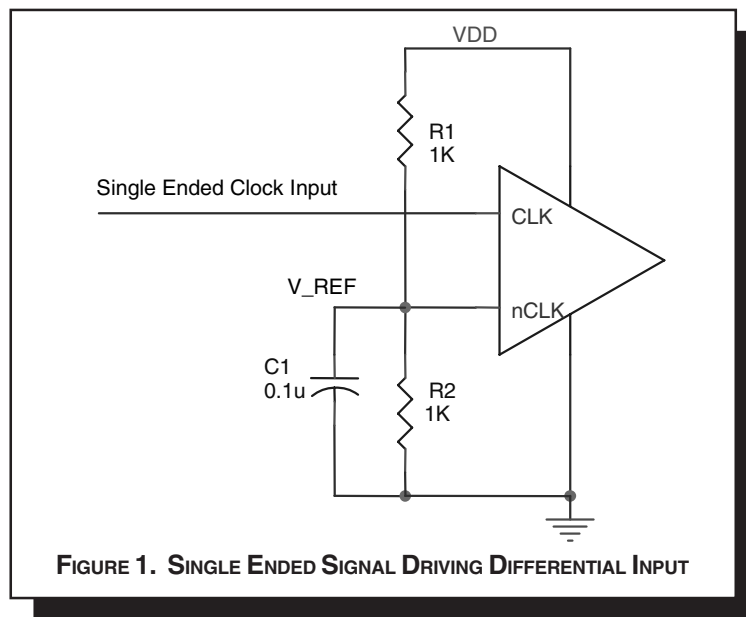 VDD
R1
1K
Single Ended Clock Input
CLK
V_REF
nCLK
C1
0.1u
R2
1K
FIGURE 1. SINGLE ENDED SIGNAL DRIVING DIFFERENTIAL INPUT